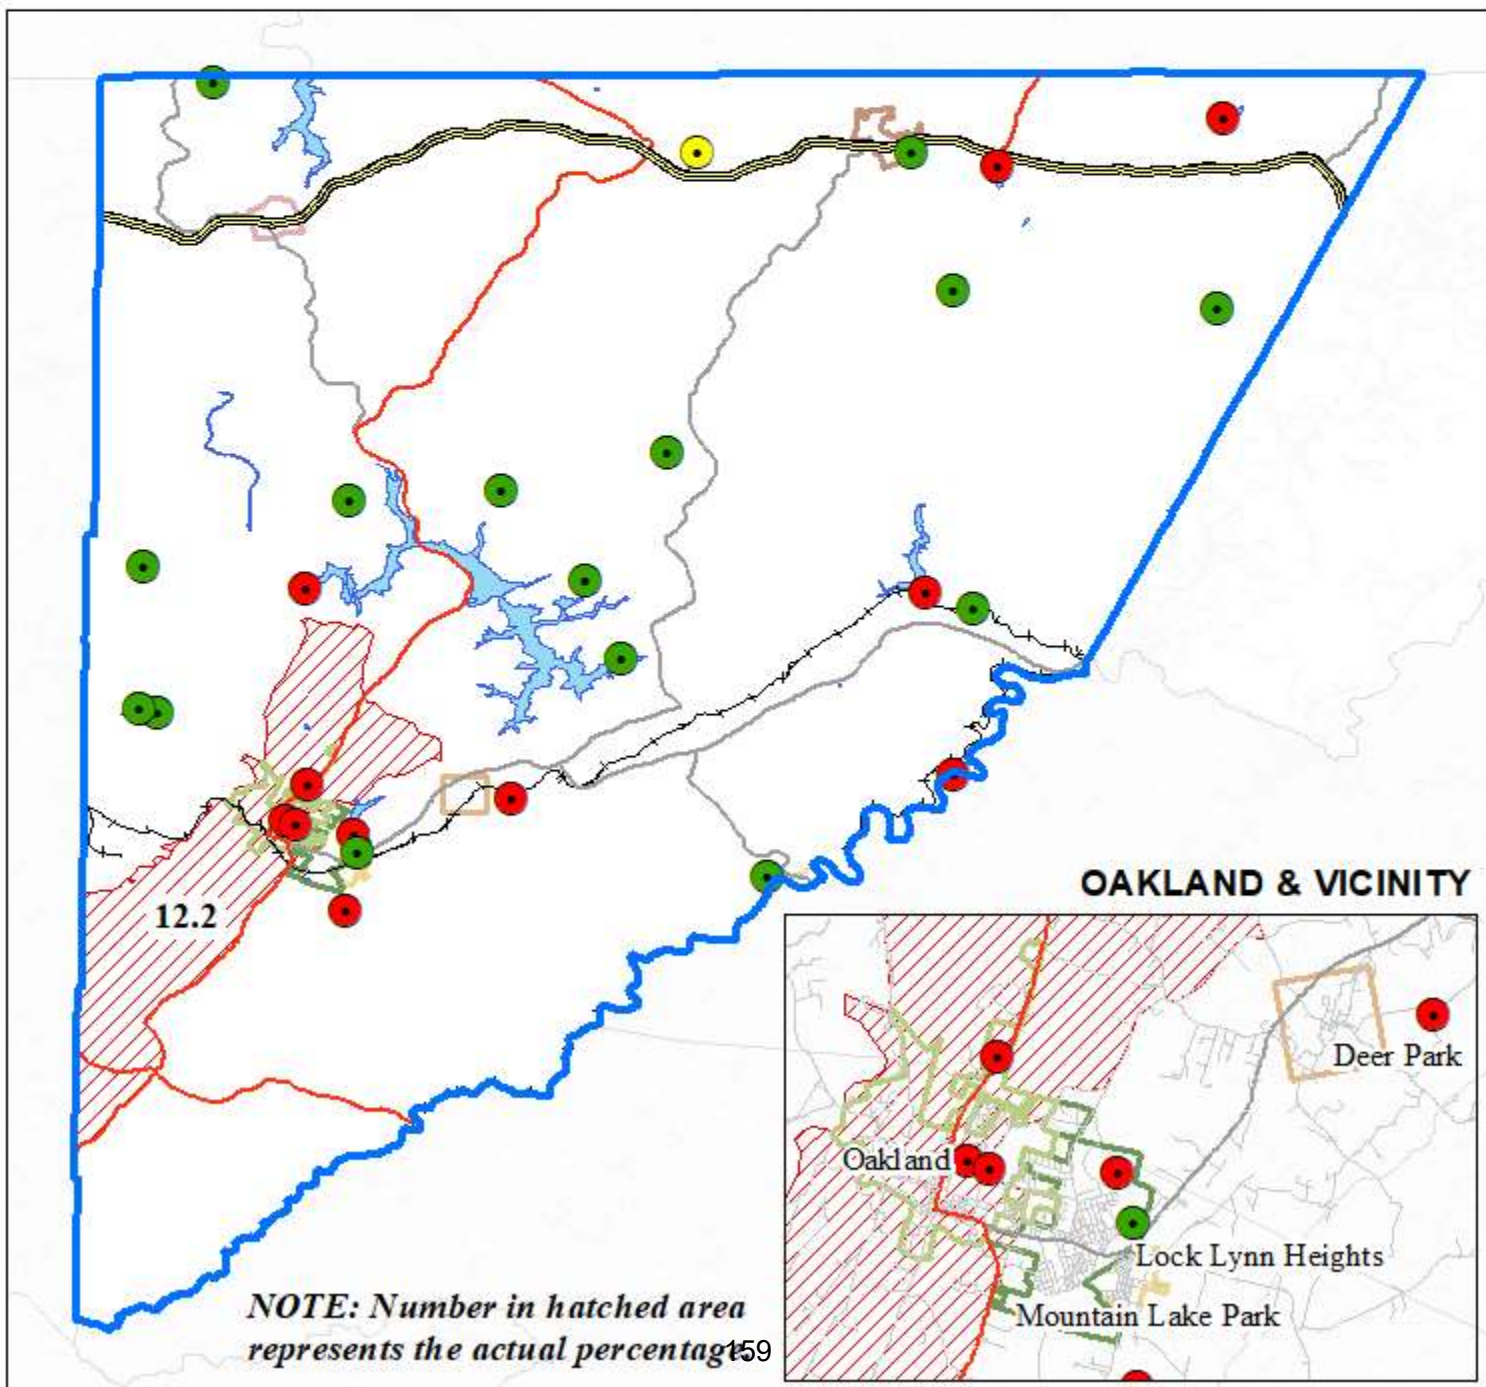 12.2
OAKLAND & VICINITY
Deer Park
Oakland
Lock Lynn Heights
Mountain Lake Park
NOTE: Number in hatched area
represents the actual percentage
159